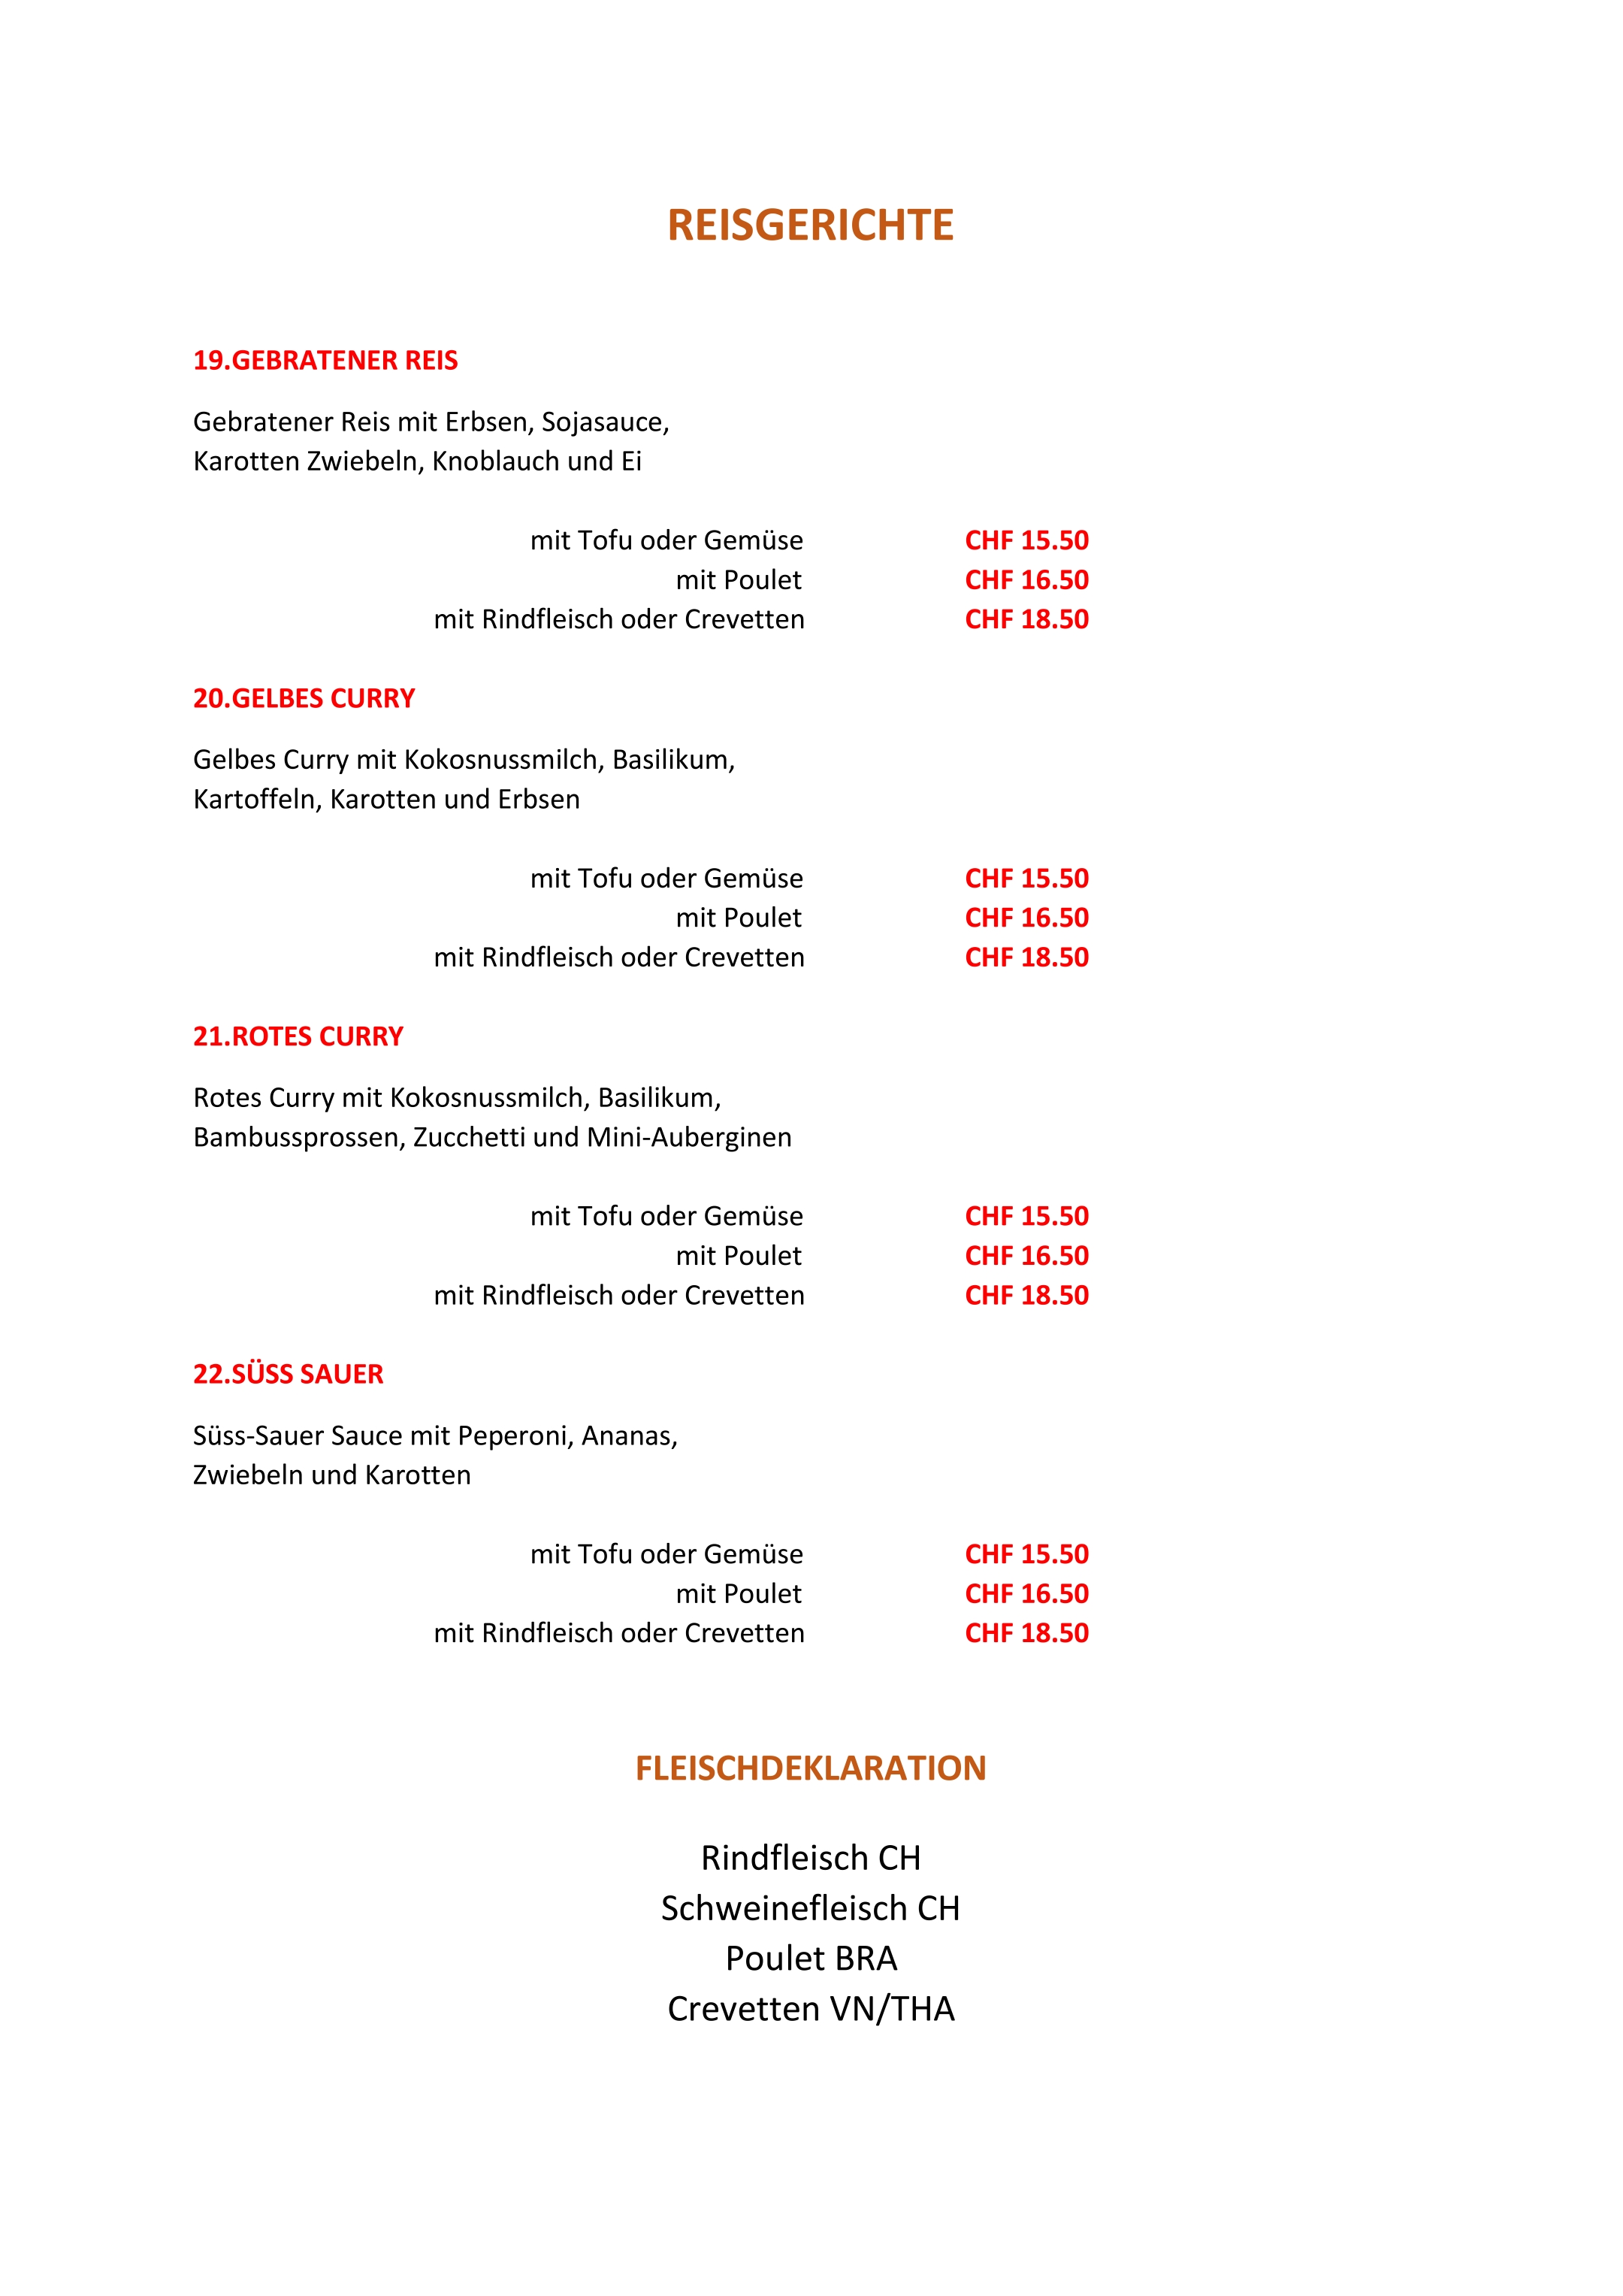 REISGERICHTE
19.GEBRATENER REIS
Gebratener Reis mit Erbsen, Sojasauce,
Karotten Zwiebeln, Knoblauch und Ei
mit Tofu oder Gemüse CHF 15.50
mit Poulet CHF 16.50
mit Rindfleisch oder Crevetten CHF 18.50
20.GELBES CURRY
Gelbes Curry mit Kokosnussmilch, Basilikum,
Kartoffeln, Karotten und Erbsen
mit Tofu oder Gemüse CHF 15.50
mit Poulet CHF 16.50
mit Rindfleisch oder Crevetten CHF 18.50
21.ROTES CURRY
Rotes Curry mit Kokosnussmilch, Basilikum,
Bambussprossen, Zucchetti und Mini-Auberginen
mit Tofu oder Gemüse CHF 15.50
mit Poulet CHF 16.50
mit Rindfleisch oder Crevetten CHF 18.50
22.SÜSS SAUER
Süss-Sauer Sauce mit Peperoni, Ananas,
Zwiebeln und Karotten
mit Tofu oder Gemüse CHF 15.50
mit Poulet CHF 16.50
mit Rindfleisch oder Crevetten CHF 18.50
FLEISCHDEKLARATION
Rindfleisch CH
Schweinefleisch CH
Poulet BRA
Crevetten VN/THA